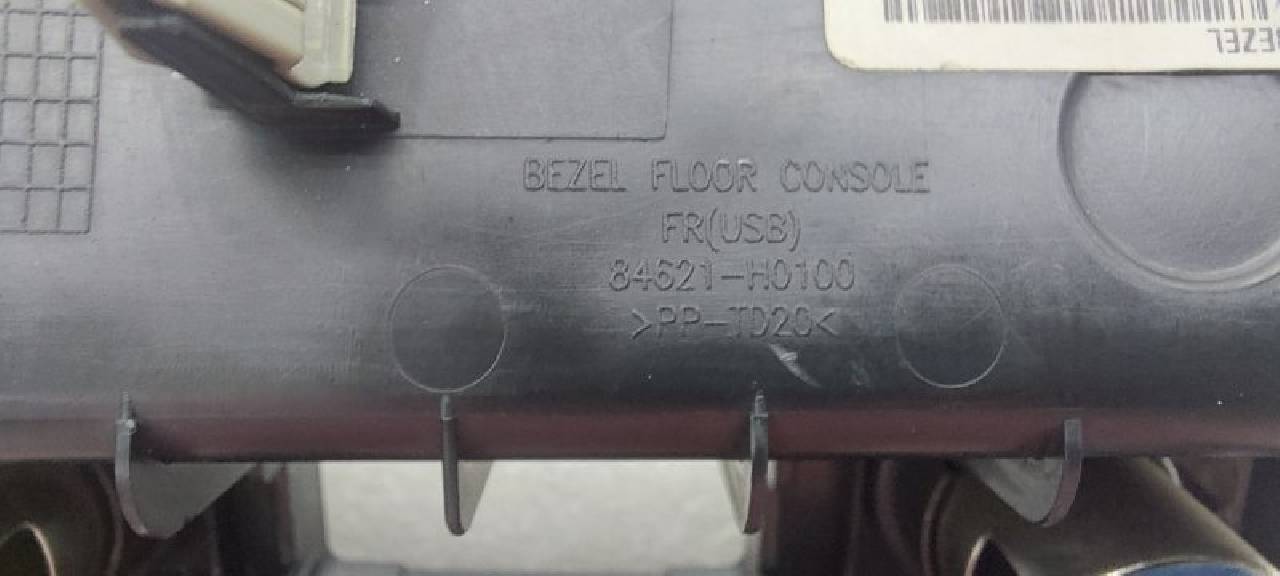 BEZEL
BEZEL FLOOR CONSOLE
FR(USB)
84621-H0100
>PP-TD20<